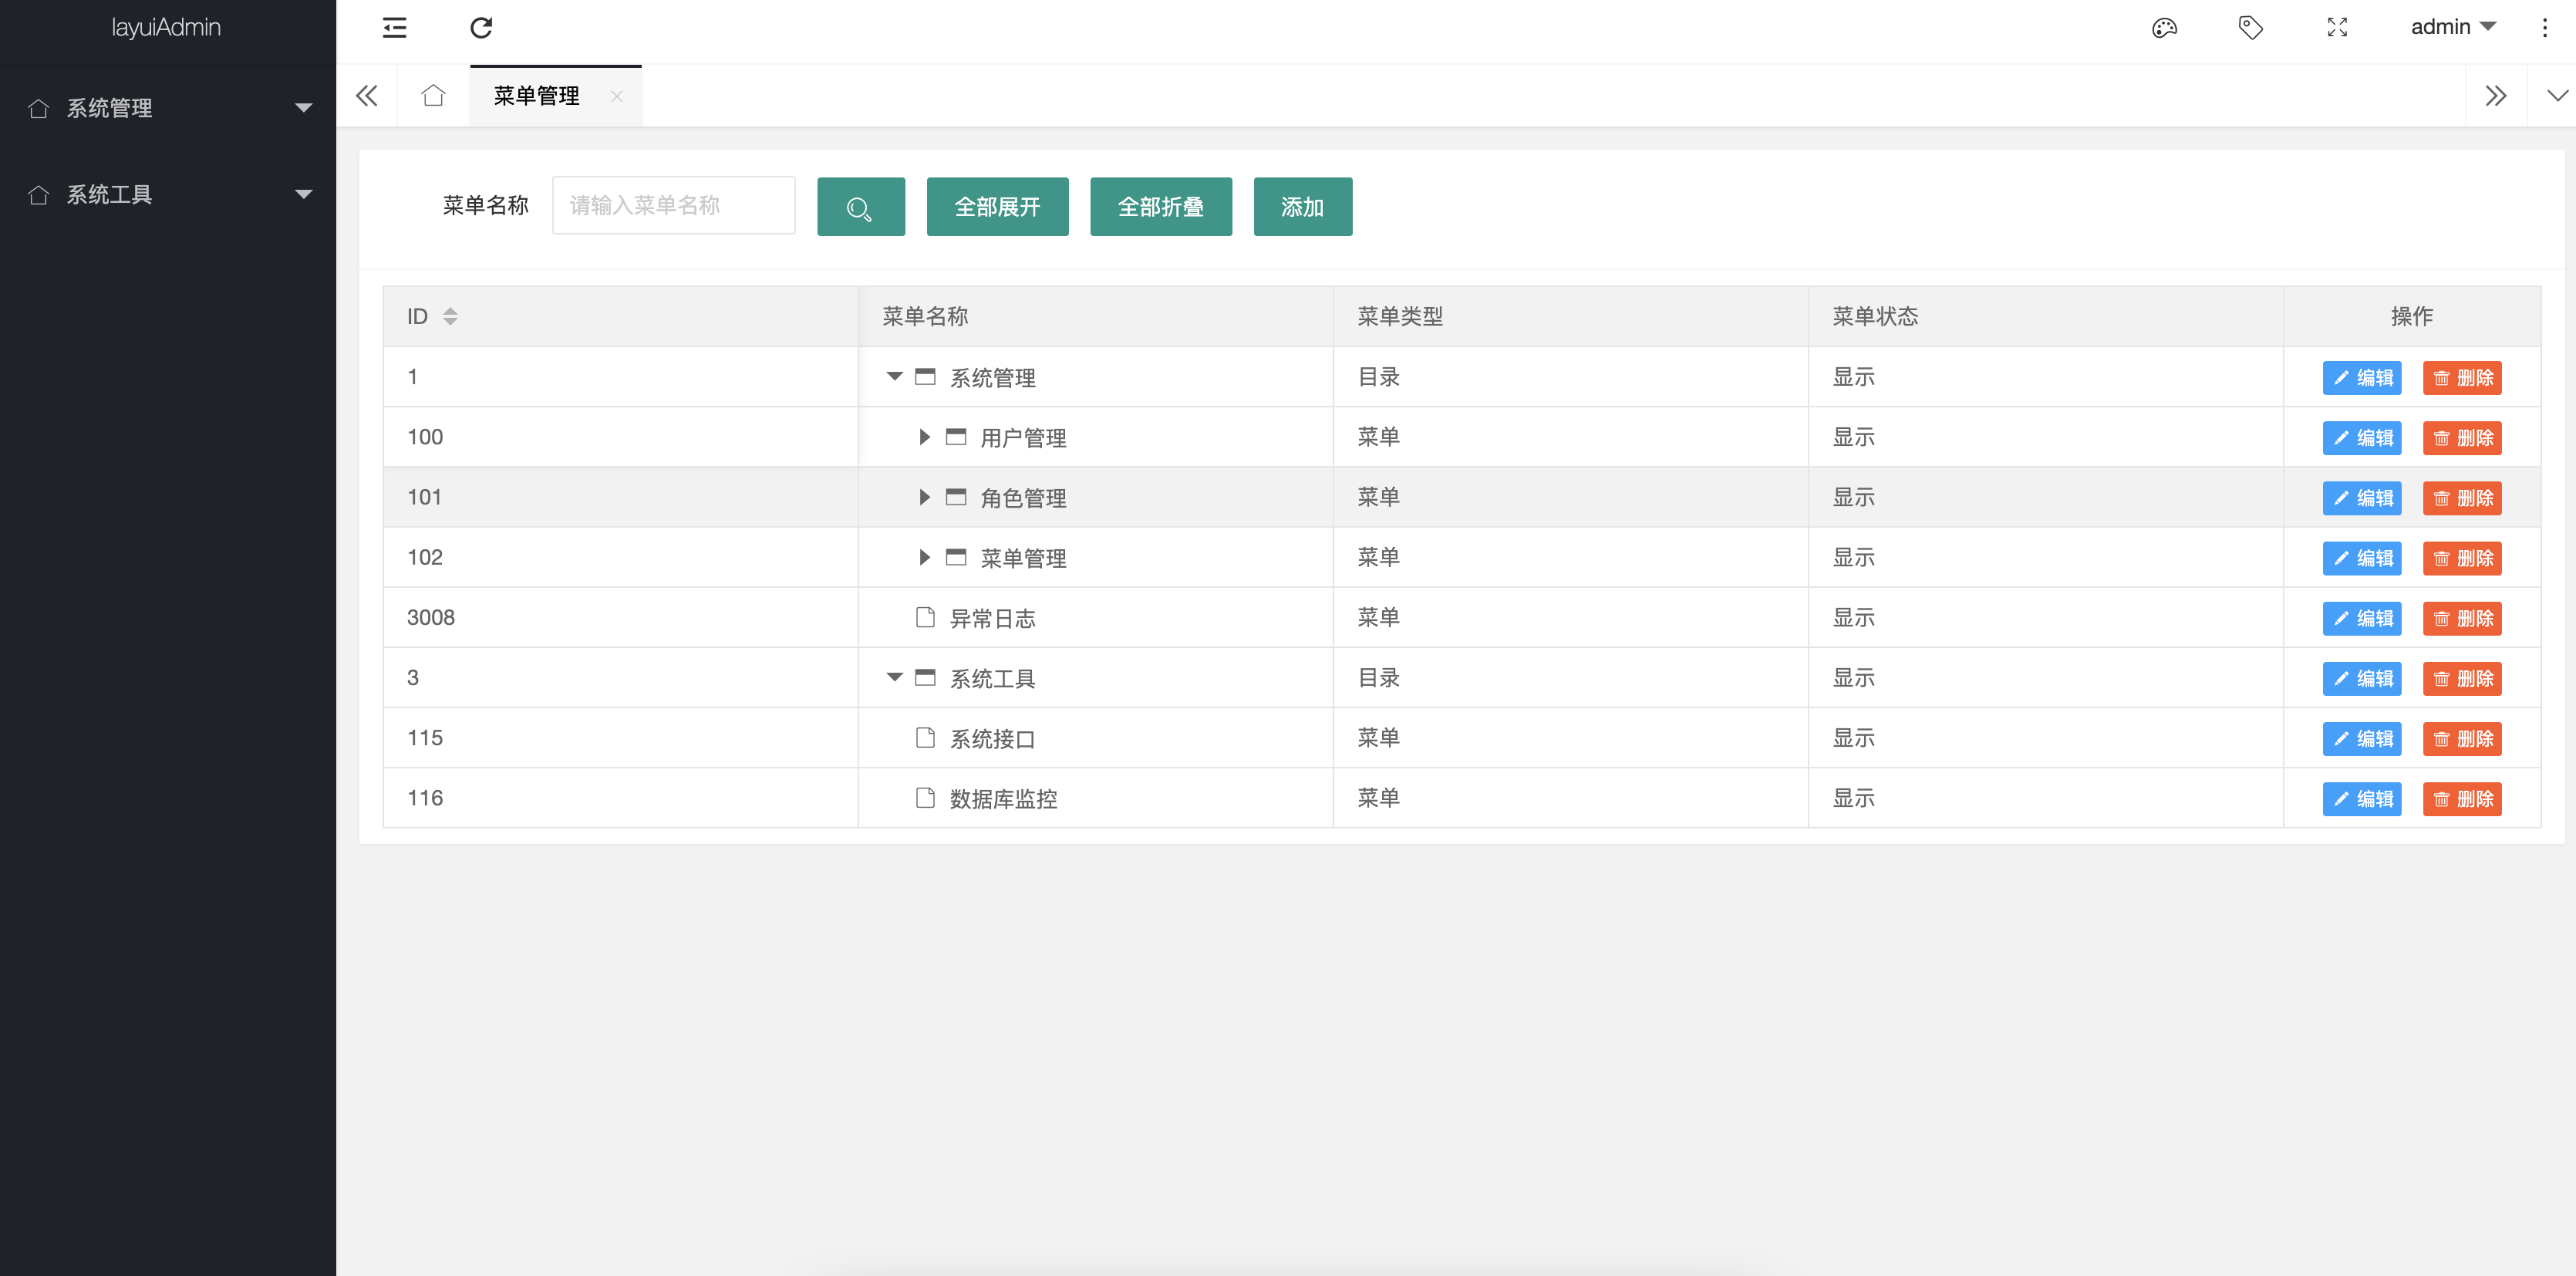 layuiAdmin
admin
系统管理
系统工具
菜单管理
菜单名称 请输入菜单名称 全部展开 全部折叠 添加
ID 菜单名称 菜单类型 菜单状态 操作
1 系统管理 目录 显示 编辑 删除
100 用户管理 菜单 显示 编辑 删除
101 角色管理 菜单 显示 编辑 删除
102 菜单管理 菜单 显示 编辑 删除
3008 异常日志 菜单 显示 编辑 删除
3 系统工具 目录 显示 编辑 删除
115 系统接口 菜单 显示 编辑 删除
116 数据库监控 菜单 显示 编辑 删除